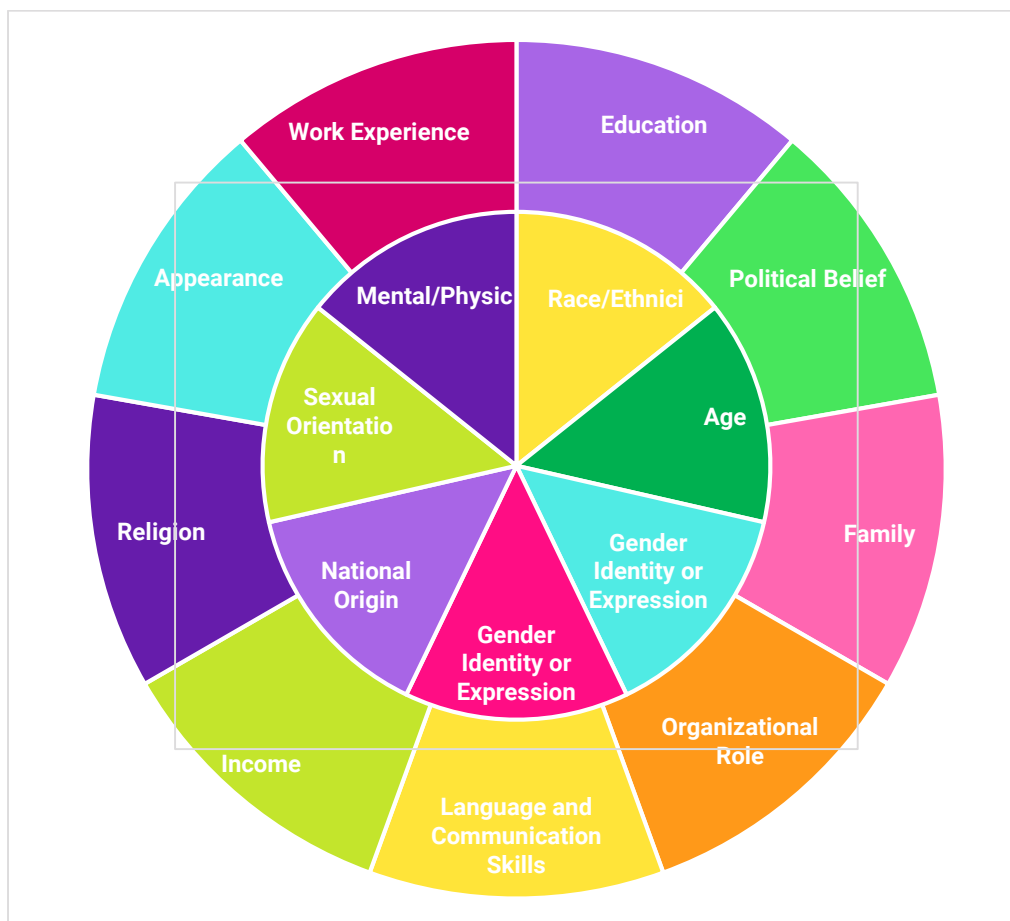 Work Experience
Education
Appearance
Political Belief
Mental/Physic
Race/Ethnici
Sexual
Orientatio
n
Age
Religion
Family
National
Origin
Gender
Identity or
Expression
Gender
Identity or
Expression
Income
Organizational
Role
Language and
Communication
Skills